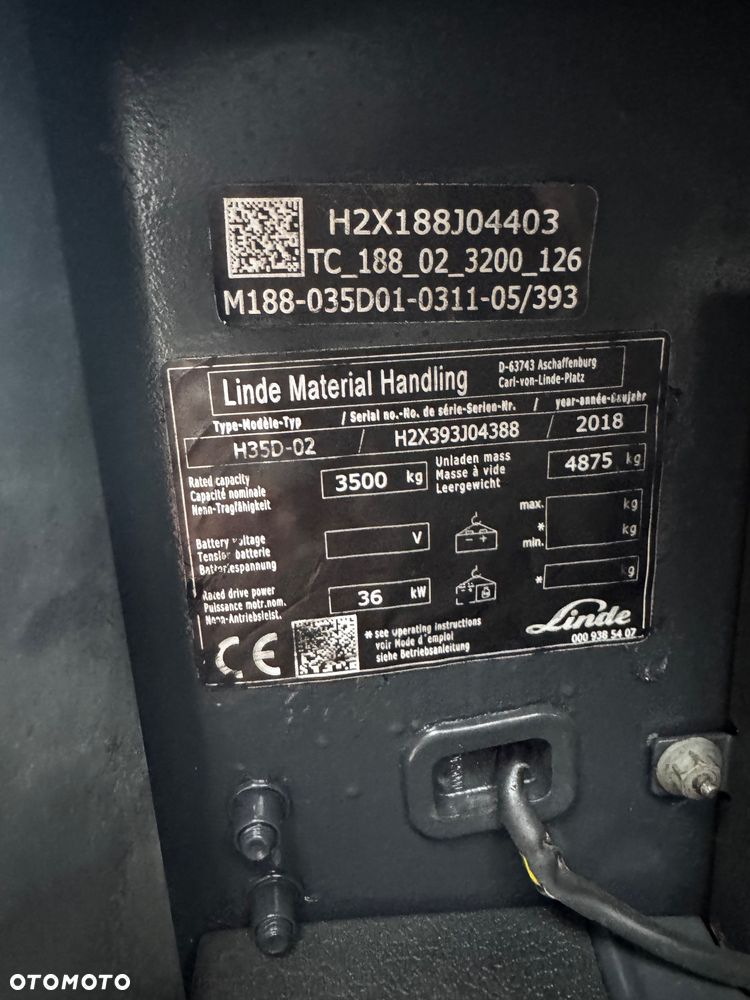 H2X188J04403
TC_188_02_3200_126
M188-035D01-0311-05/393
Linde Material Handling
D-63743 Aschaffenburg
Carl-von-Linde-Platz
Type-Modèle-Typ / Serial no.-No. de série-Serien-Nr. / year-année-Baujahr
H35D-02 / H2X393J04388 / 2018
Rated capacity
Capacité nominale
Nenn-Tragfähigkeit
3500 kg
Unladen mass
Masse à vide
Leergewicht
4875 kg
Battery voltage
Tension batterie
Batteriespannung
V
max. kg
* kg
min.
* kg
Rated drive power
Puissance motr.nom.
Nenn-Antriebsleist.
36 kW
CE
* see operating instructions
voir Mode d'emploi
siehe Betriebsanleitung
Linde
000 938 54 07
OTOMOTO